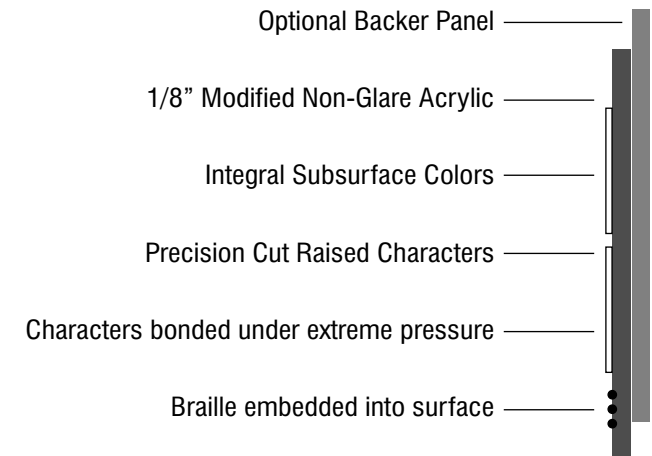 Optional Backer Panel
1/8” Modified Non-Glare Acrylic
Integral Subsurface Colors
Precision Cut Raised Characters
Characters bonded under extreme pressure
Braille embedded into surface